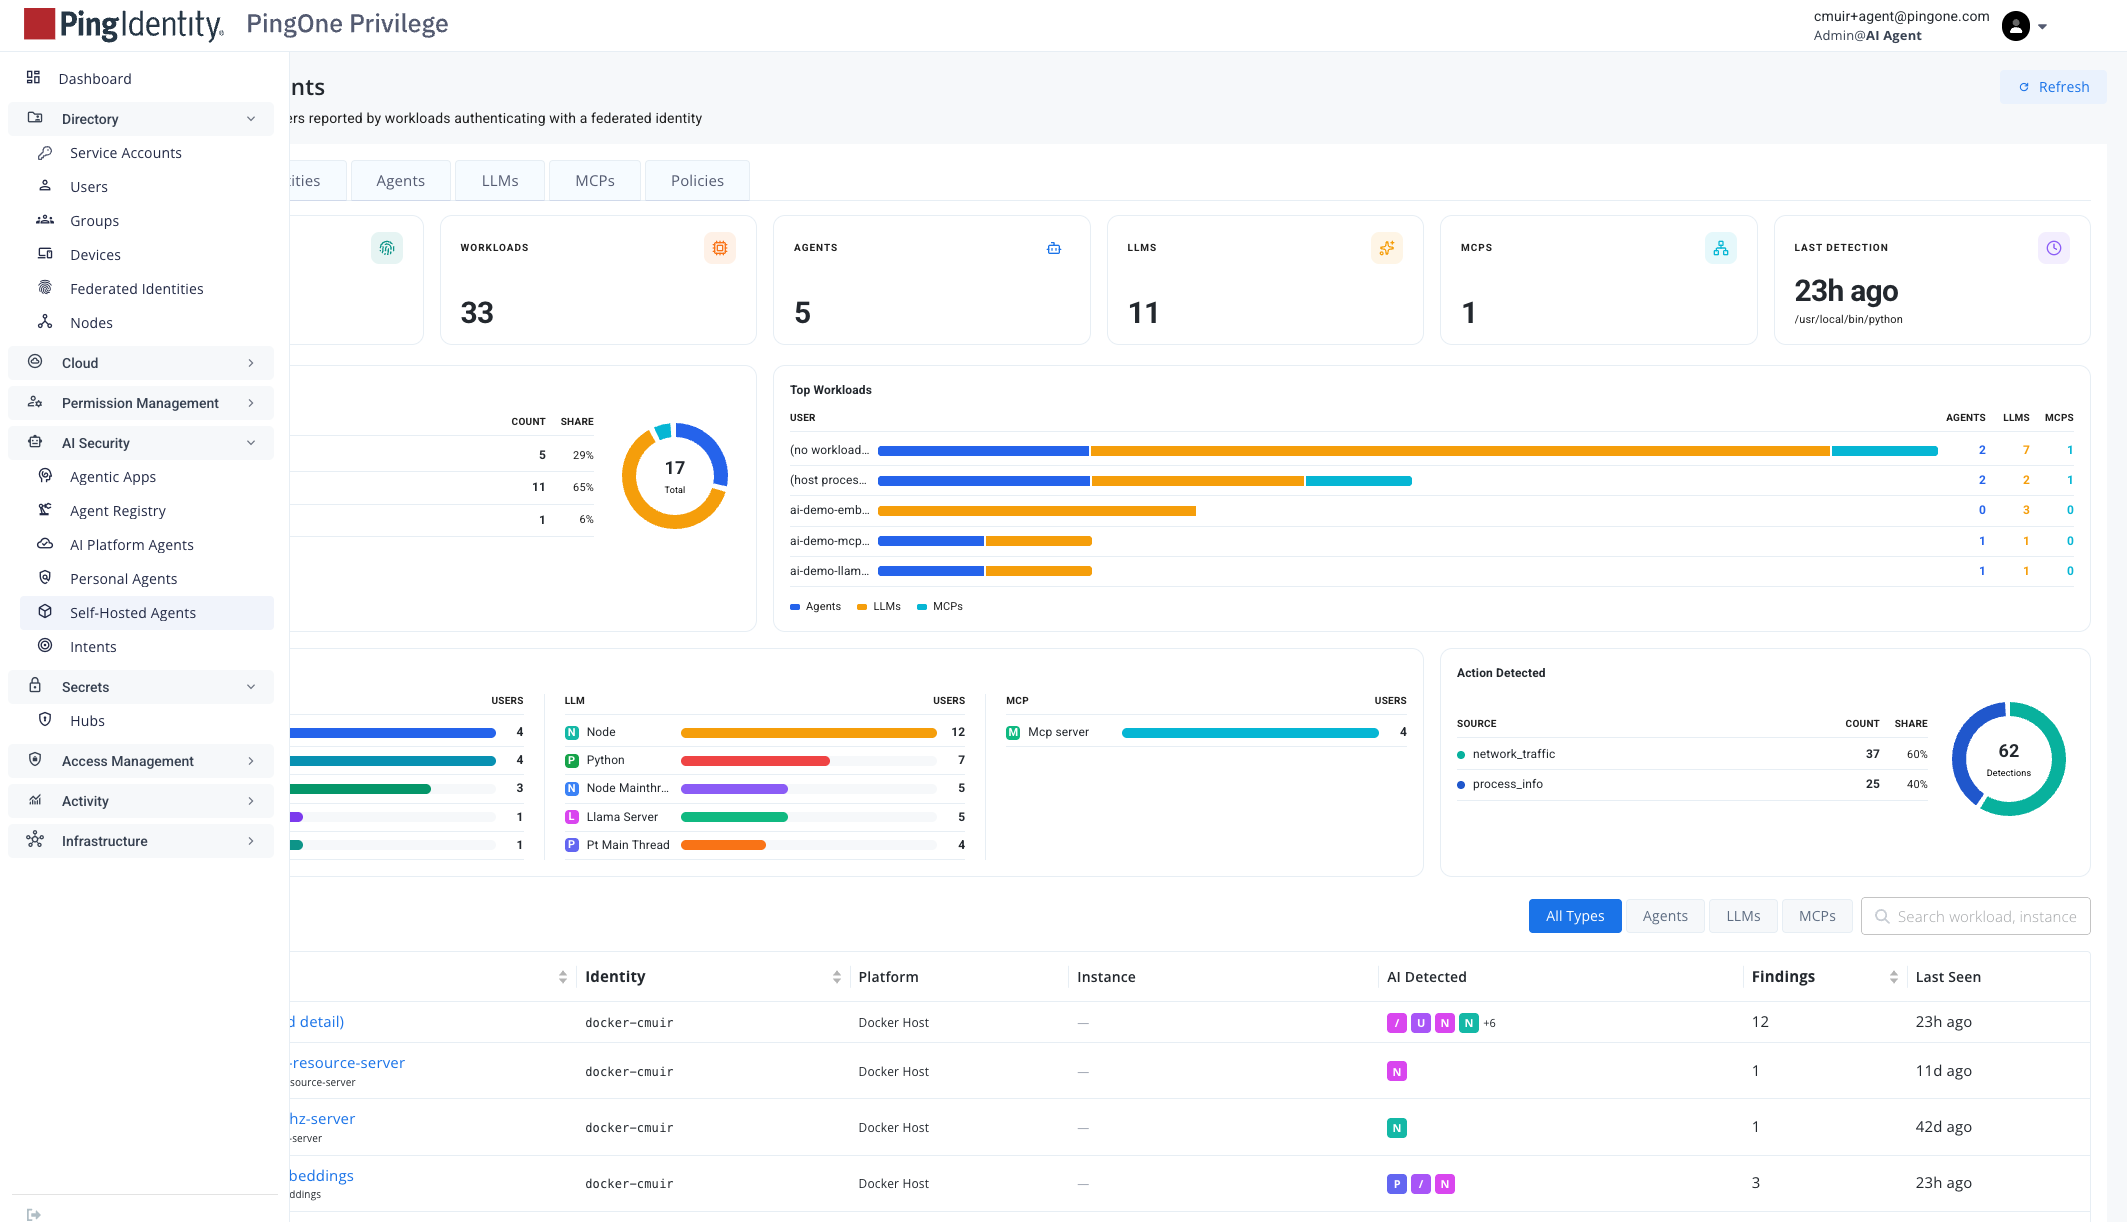 PingIdentity. PingOne Privilege
cmuir+agent@pingone.com
Admin@AI Agent
Dashboard
Directory
Service Accounts
Users
Groups
Devices
Federated Identities
Nodes
Cloud
Permission Management
AI Security
Agentic Apps
Agent Registry
AI Platform Agents
Personal Agents
Self-Hosted Agents
Intents
Secrets
Hubs
Access Management
Activity
Infrastructure
nts
Refresh
ers reported by workloads authenticating with a federated identity
ities Agents LLMs MCPs Policies
WORKLOADS
33
AGENTS
5
LLMS
11
MCPS
1
LAST DETECTION
23h ago
/usr/local/bin/python
COUNT SHARE
5 29%
11 65%
1 6%
17
Total
Top Workloads
USER AGENTS LLMS MCPS
(no workload... 2 7 1
(host proces... 2 2 1
ai-demo-emb... 0 3 0
ai-demo-mcp... 1 1 0
ai-demo-llam... 1 1 0
Agents LLMs MCPs
USERS
4
4
3
1
1
LLM USERS
N Node 12
P Python 7
N Node Mainthr... 5
L Llama Server 5
P Pt Main Thread 4
MCP USERS
M Mcp server 4
Action Detected
SOURCE COUNT SHARE
network_traffic 37 60%
process_info 25 40%
62
Detections
All Types Agents LLMs MCPs Search workload, instance
Identity Platform Instance AI Detected Findings Last Seen
d detail) docker-cmuir Docker Host — / U N N +6 12 23h ago
-resource-server docker-cmuir Docker Host — N 1 11d ago
source-server
hz-server docker-cmuir Docker Host — N 1 42d ago
-server
beddings docker-cmuir Docker Host — P / N 3 23h ago
ddings